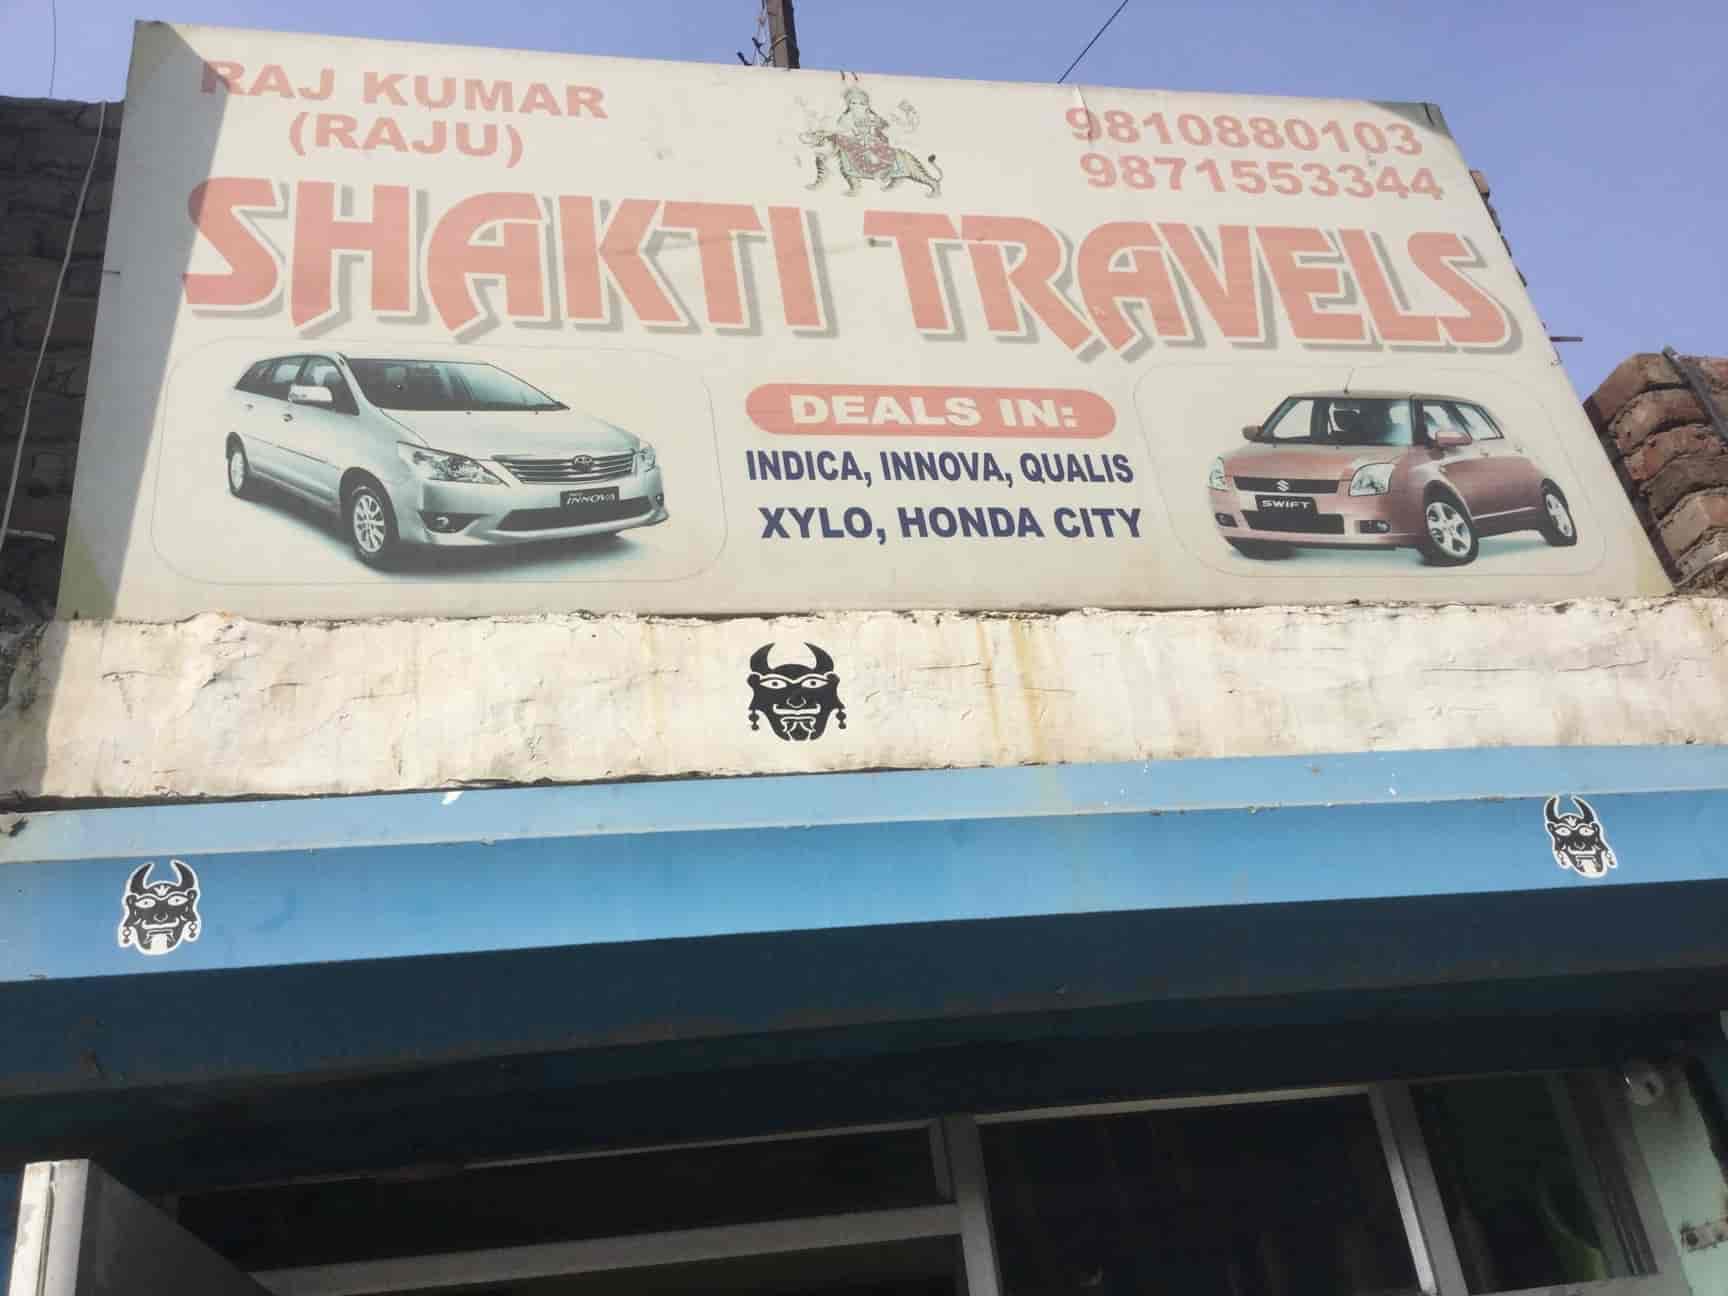 RAJ KUMAR
(RAJU)
9810880103
9871553344
SHAKTI TRAVELS
DEALS IN:
INDICA, INNOVA, QUALIS
XYLO, HONDA CITY
INNOVA
SWIFT